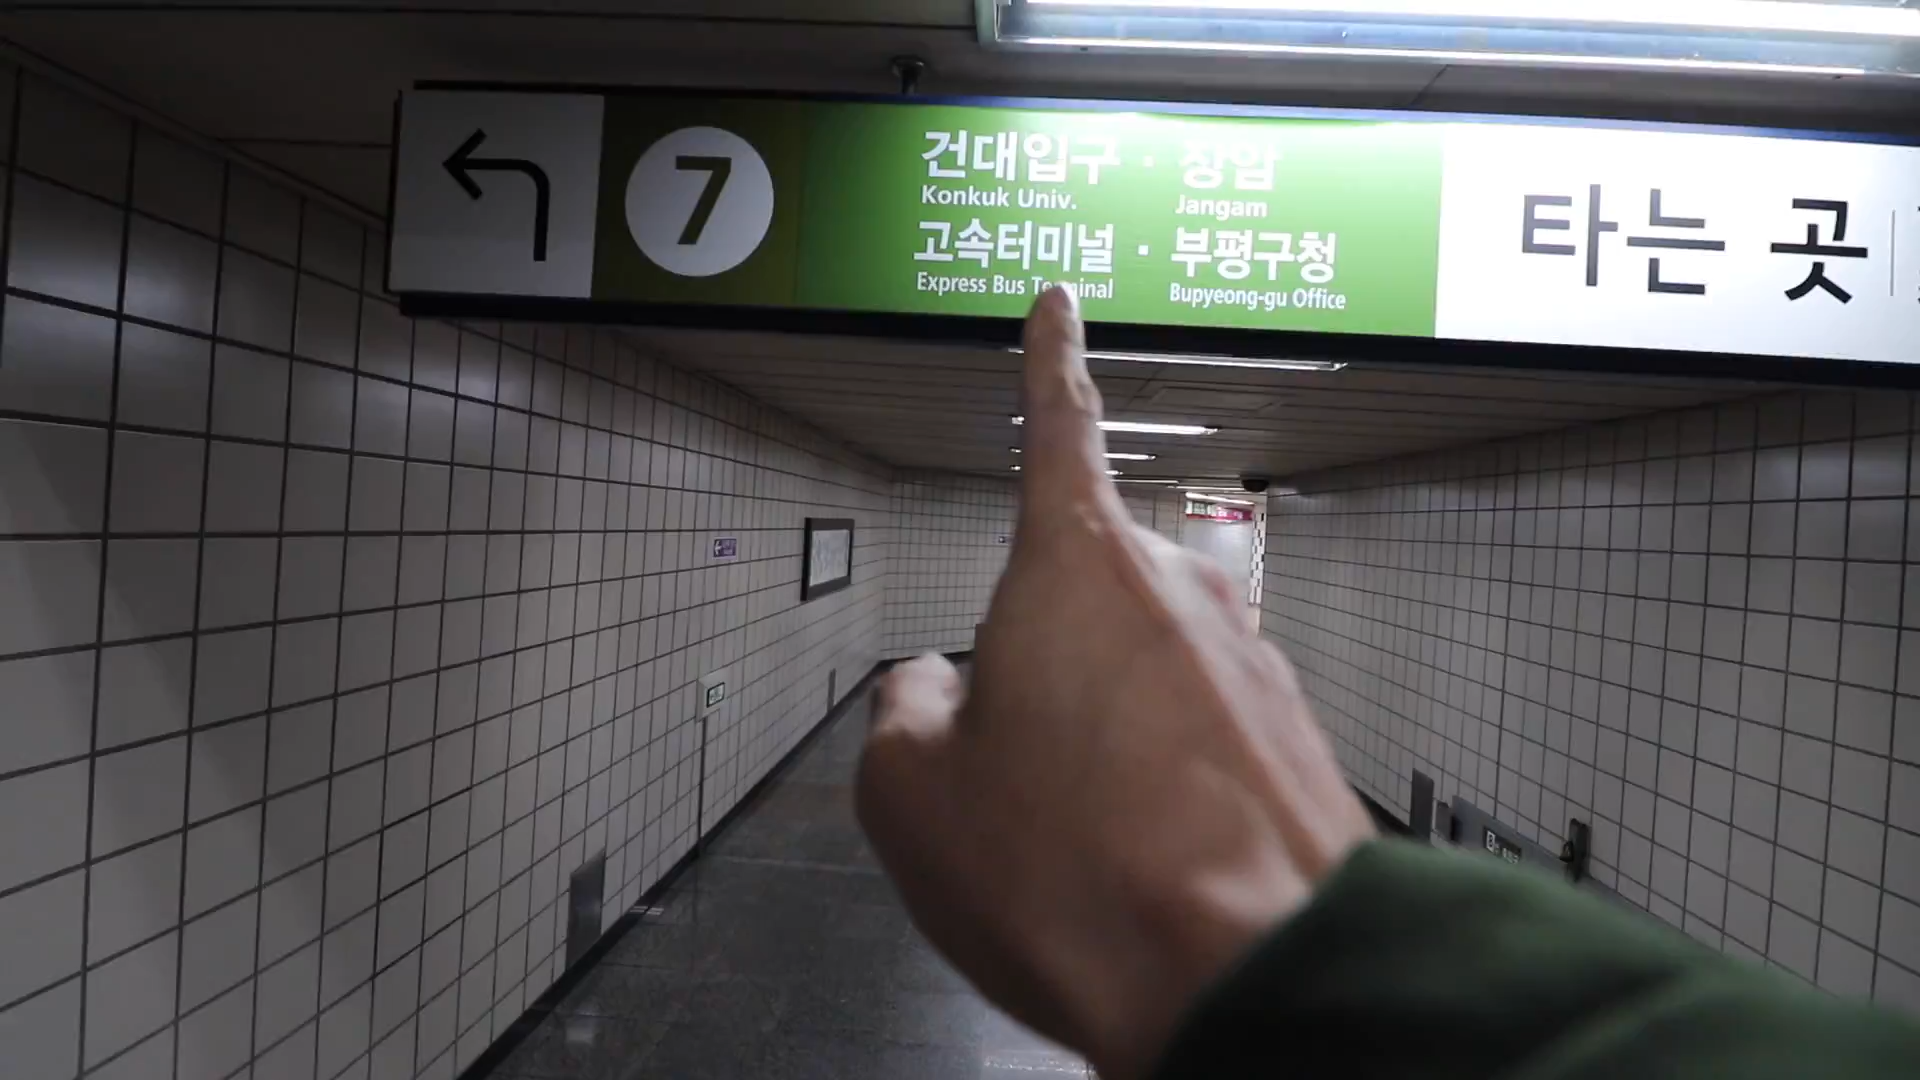 7
건대입구 · 장암
Konkuk Univ. Jangam
고속터미널 · 부평구청
Express Bus Terminal Bupyeong-gu Office
타는 곳